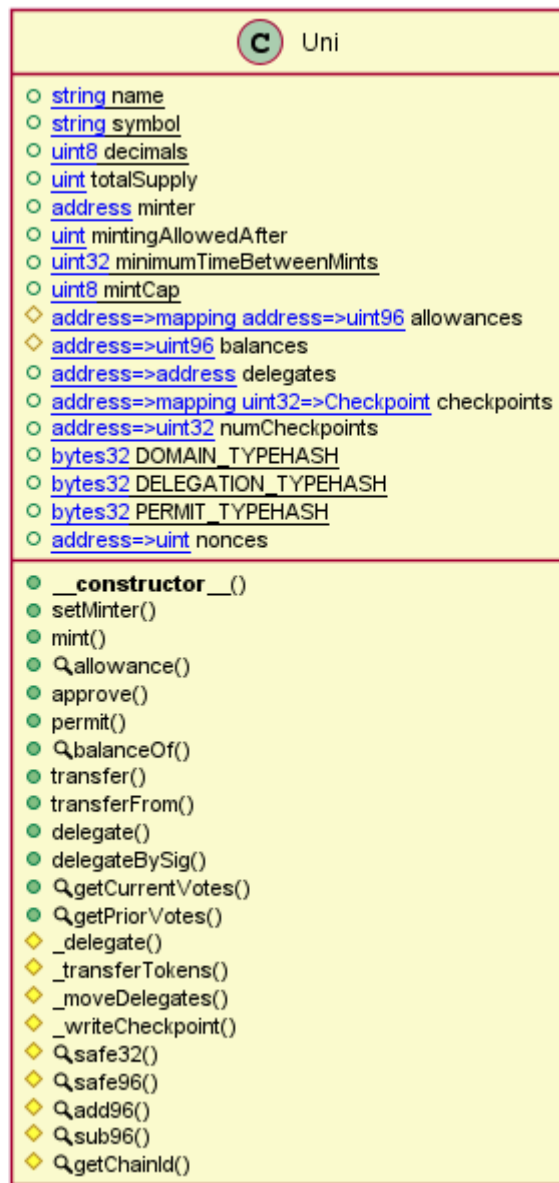 C Uni
string name
string symbol
uint8 decimals
uint totalSupply
address minter
uint mintingAllowedAfter
uint32 minimumTimeBetweenMints
uint8 mintCap
address=>mapping address=>uint96 allowances
address=>uint96 balances
address=>address delegates
address=>mapping uint32=>Checkpoint checkpoints
address=>uint32 numCheckpoints
bytes32 DOMAIN_TYPEHASH
bytes32 DELEGATION_TYPEHASH
bytes32 PERMIT_TYPEHASH
address=>uint nonces
__constructor__()
setMinter()
mint()
allowance()
approve()
permit()
balanceOf()
transfer()
transferFrom()
delegate()
delegateBySig()
getCurrentVotes()
getPriorVotes()
_delegate()
_transferTokens()
_moveDelegates()
_writeCheckpoint()
safe32()
safe96()
add96()
sub96()
getChainId()